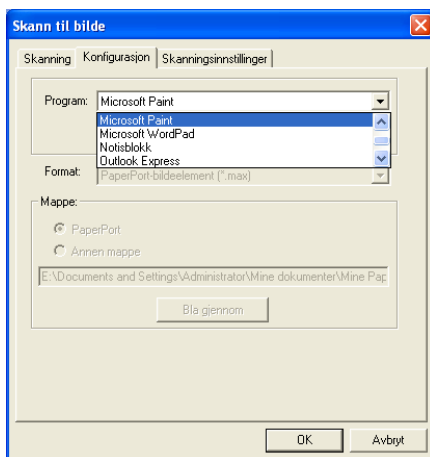 Skann til bilde
Skanning Konfigurasjon Skanningsinnstillinger
Program: Microsoft Paint
Microsoft Paint
Microsoft WordPad
Notisblokk
Outlook Express
Format: PaperPort-bildeelement (*.max)
Mappe:
PaperPort
Annen mappe
E:\Documents and Settings\Administrator\Mine dokumenter\Mine Pap
Bla gjennom
OK Avbryt